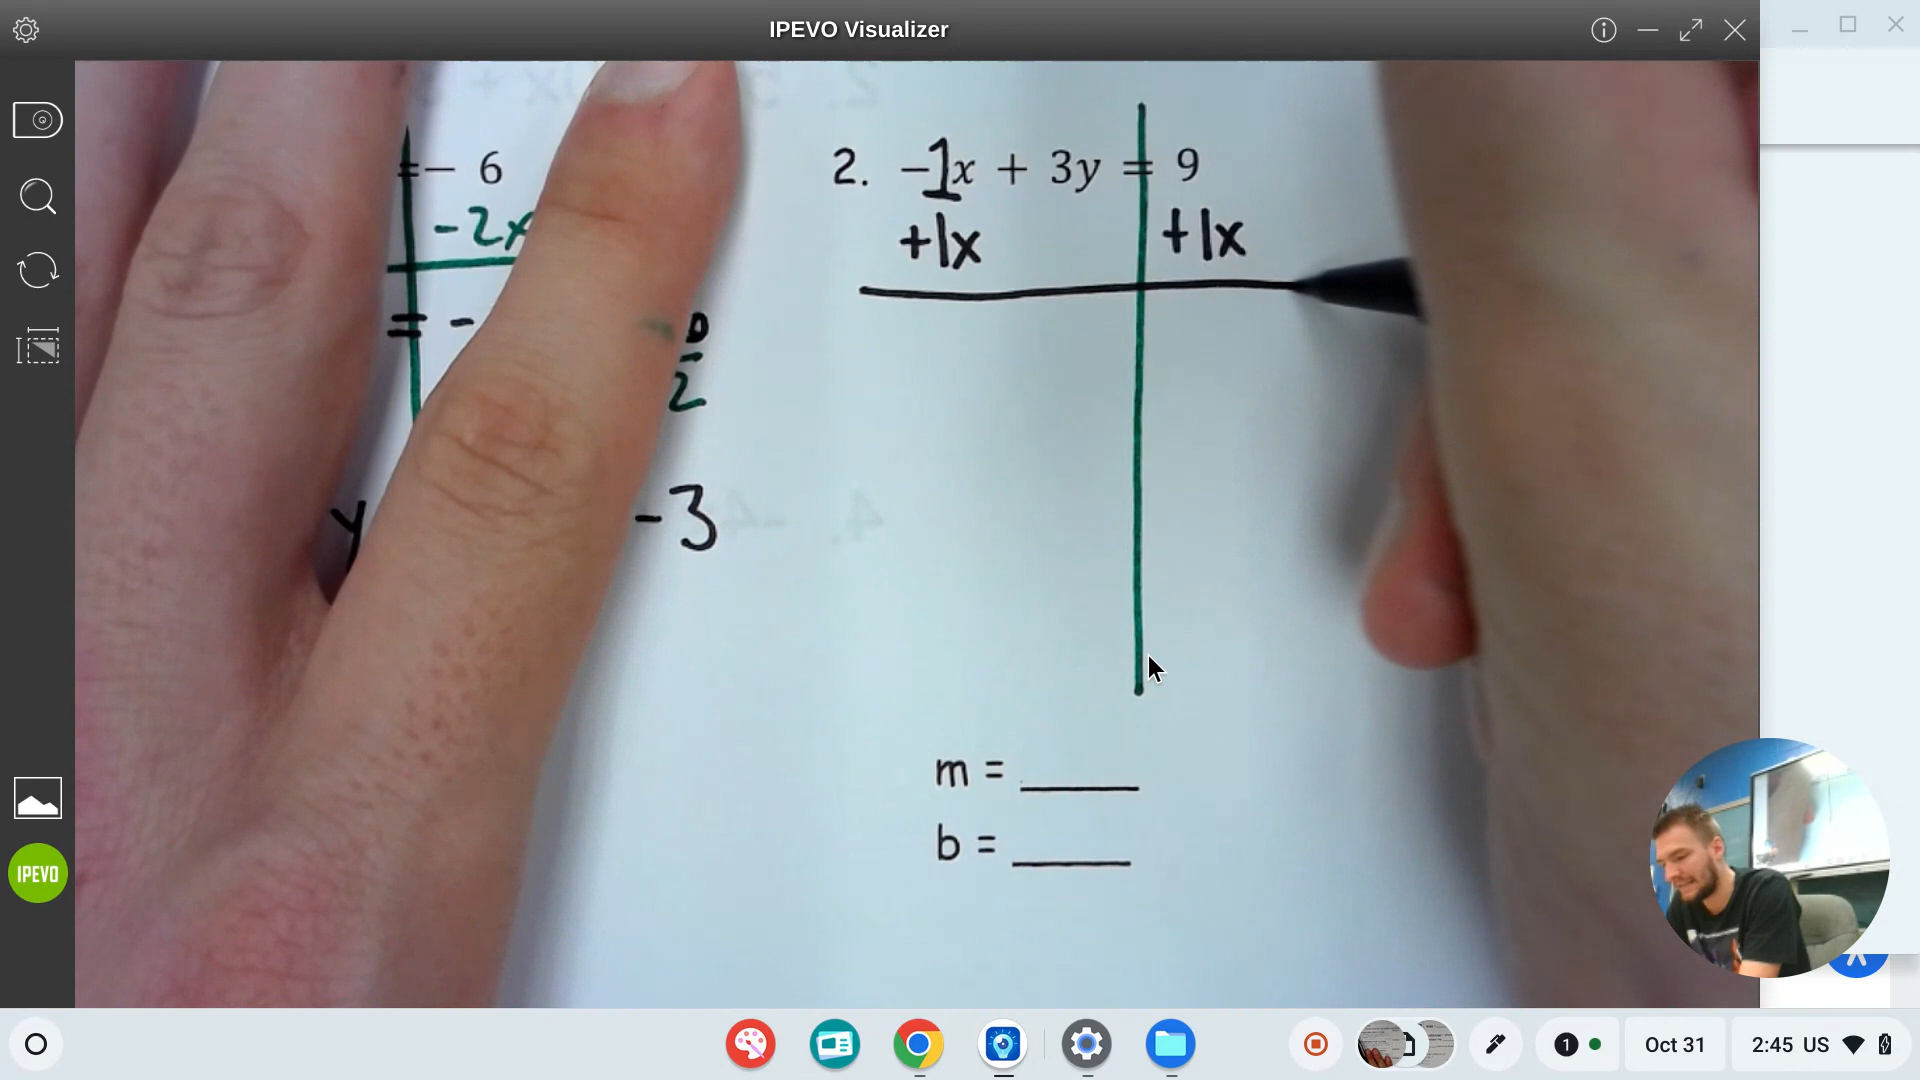 IPEVO Visualizer
= - 6
-2x
= -
6
2
y
-3
2. -1x + 3y = 9
+1x +1x
m = ____
b = ____
IPEVO
1
Oct 31
2:45 US